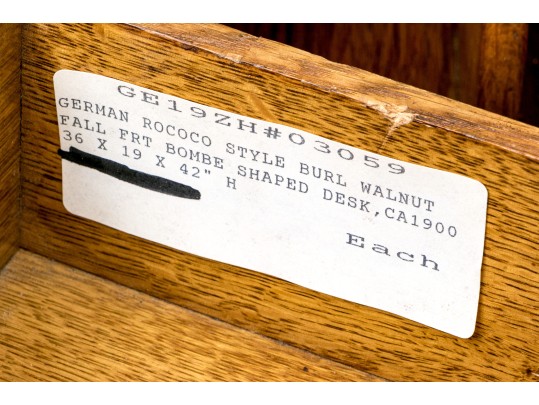 GE19ZH#03059
GERMAN ROCOCO STYLE BURL WALNUT
FALL FRT BOMBE SHAPED DESK,CA1900
36 X 19 X 42" H
Each